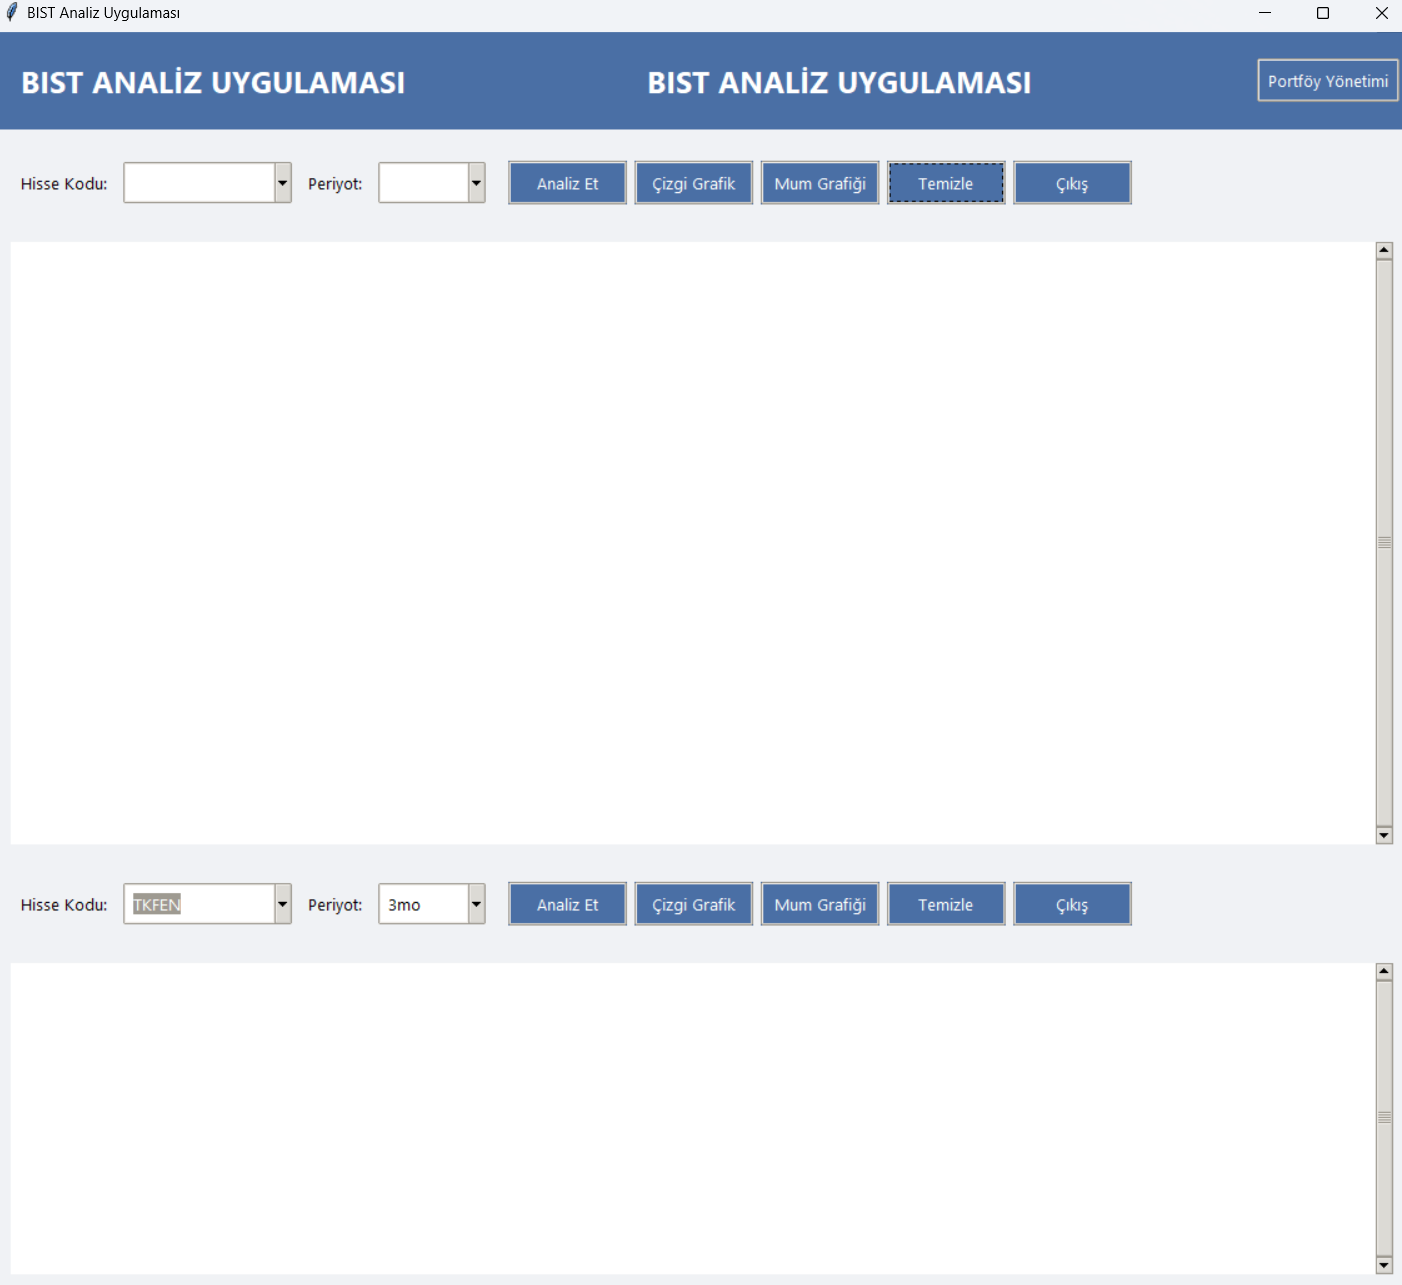 BIST Analiz Uygulaması
BIST ANALİZ UYGULAMASI BIST ANALİZ UYGULAMASI Portföy Yönetimi
Hisse Kodu: Periyot: Analiz Et Çizgi Grafik Mum Grafiği Temizle Çıkış
Hisse Kodu: TKFEN Periyot: 3mo Analiz Et Çizgi Grafik Mum Grafiği Temizle Çıkış